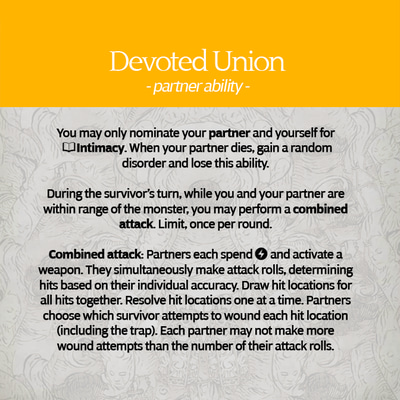 Devoted Union
- partner ability -
You may only nominate your partner and yourself for
Intimacy. When your partner dies, gain a random
disorder and lose this ability.
During the survivor's turn, while you and your partner are
within range of the monster, you may perform a combined
attack. Limit, once per round.
Combined attack: Partners each spend and activate a
weapon. They simultaneously make attack rolls, determining
hits based on their individual accuracy. Draw hit locations for
all hits together. Resolve hit locations one at a time. Partners
choose which survivor attempts to wound each hit location
(including the trap). Each partner may not make more
wound attempts than the number of their attack rolls.